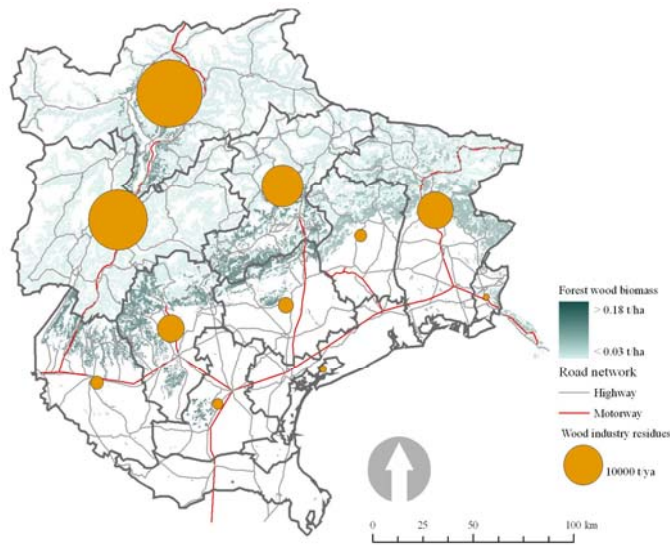 Forest wood biomass
> 0.18 t/ha
< 0.03 t/ha
Road network
Highway
Motorway
Wood industry residues
10000 t/ya
0 25 50 100 km